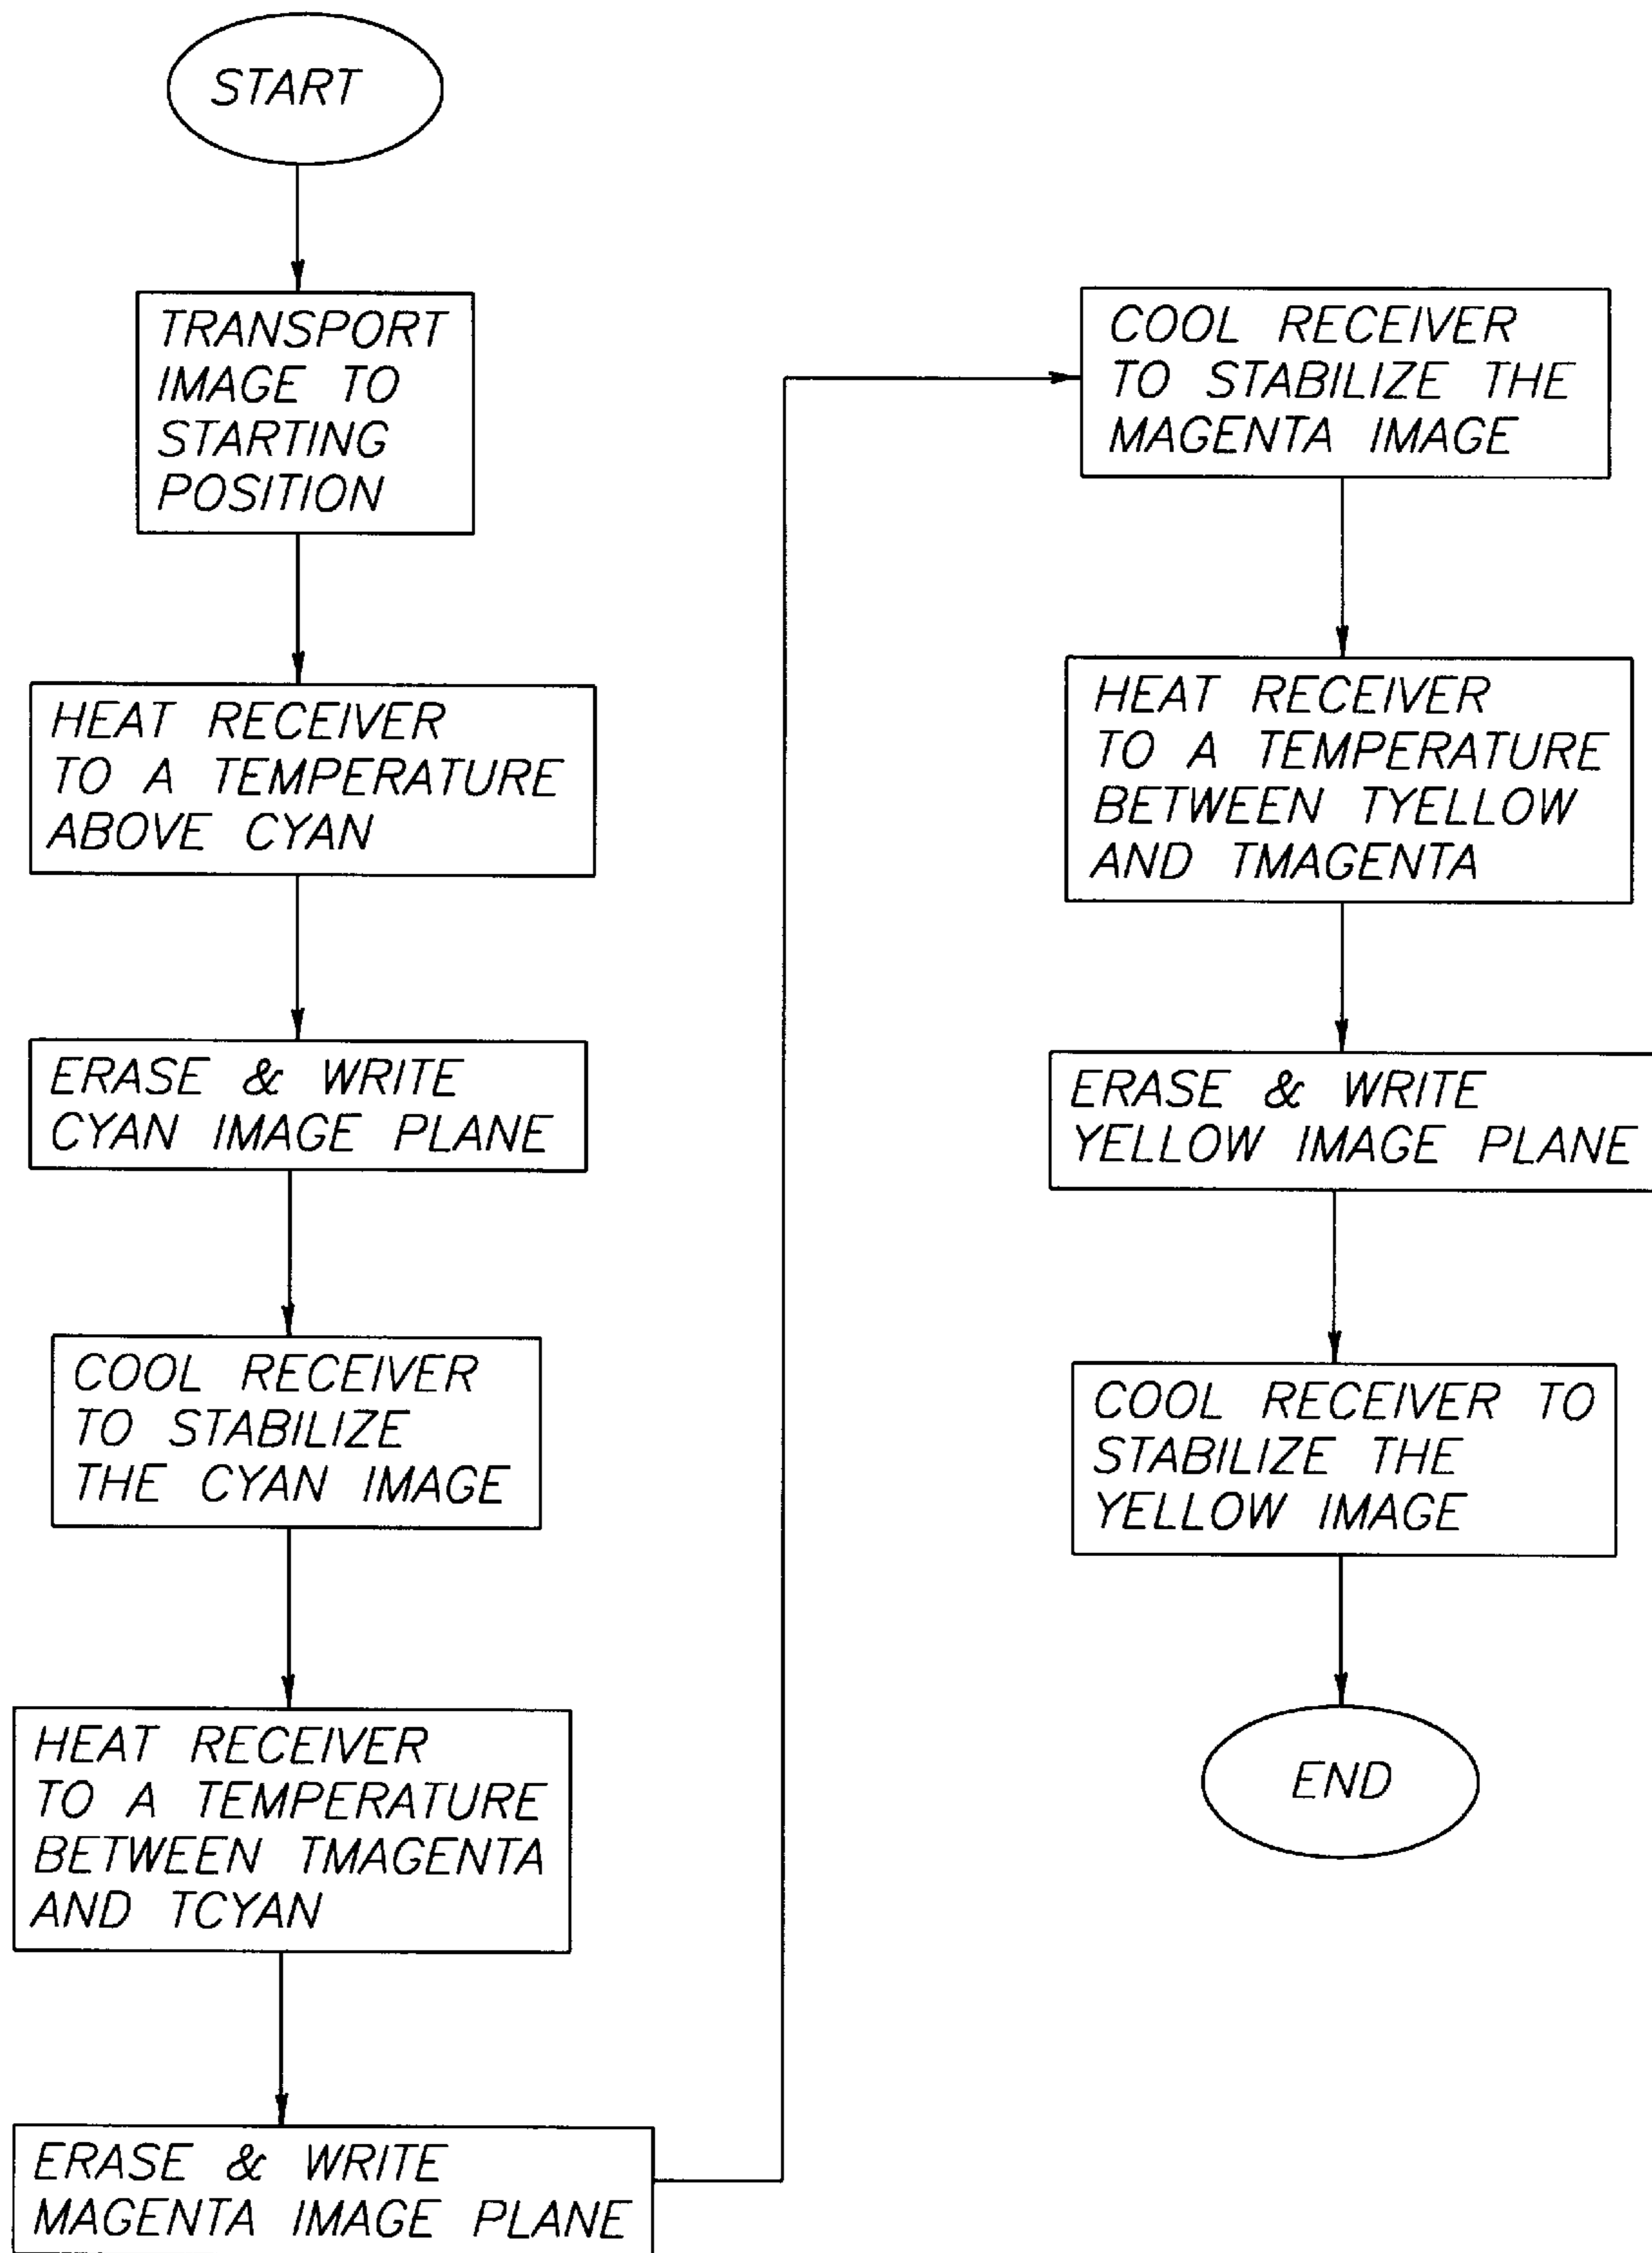 START
TRANSPORT
IMAGE TO
STARTING
POSITION
HEAT RECEIVER
TO A TEMPERATURE
ABOVE CYAN
ERASE & WRITE
CYAN IMAGE PLANE
COOL RECEIVER
TO STABILIZE
THE CYAN IMAGE
HEAT RECEIVER
TO A TEMPERATURE
BETWEEN TMAGENTA
AND TCYAN
ERASE & WRITE
MAGENTA IMAGE PLANE
COOL RECEIVER
TO STABILIZE THE
MAGENTA IMAGE
HEAT RECEIVER
TO A TEMPERATURE
BETWEEN TYELLOW
AND TMAGENTA
ERASE & WRITE
YELLOW IMAGE PLANE
COOL RECEIVER TO
STABILIZE THE
YELLOW IMAGE
END